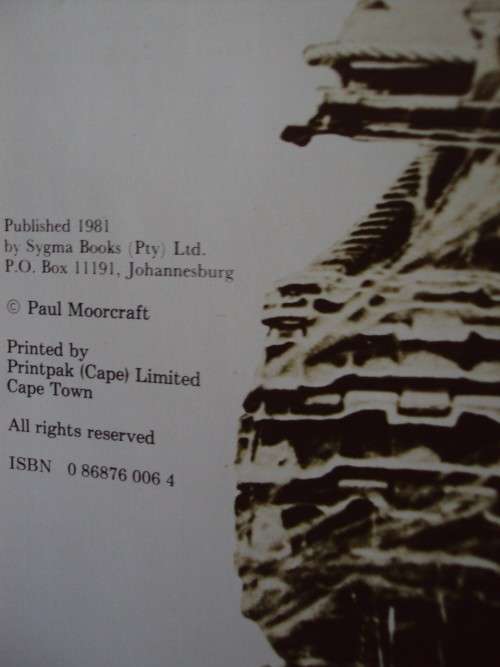 Published 1981
by Sygma Books (Pty) Ltd.
P.O. Box 11191, Johannesburg
© Paul Moorcraft
Printed by
Printpak (Cape) Limited
Cape Town
All rights reserved
ISBN 0 86876 006 4